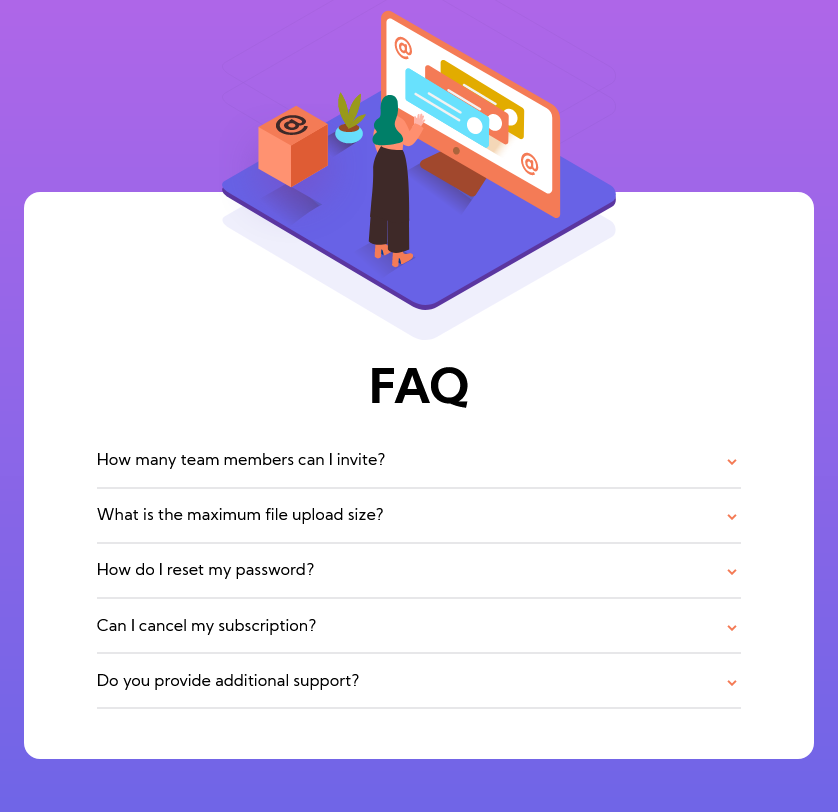 @
@
@
FAQ
How many team members can I invite?
What is the maximum file upload size?
How do I reset my password?
Can I cancel my subscription?
Do you provide additional support?